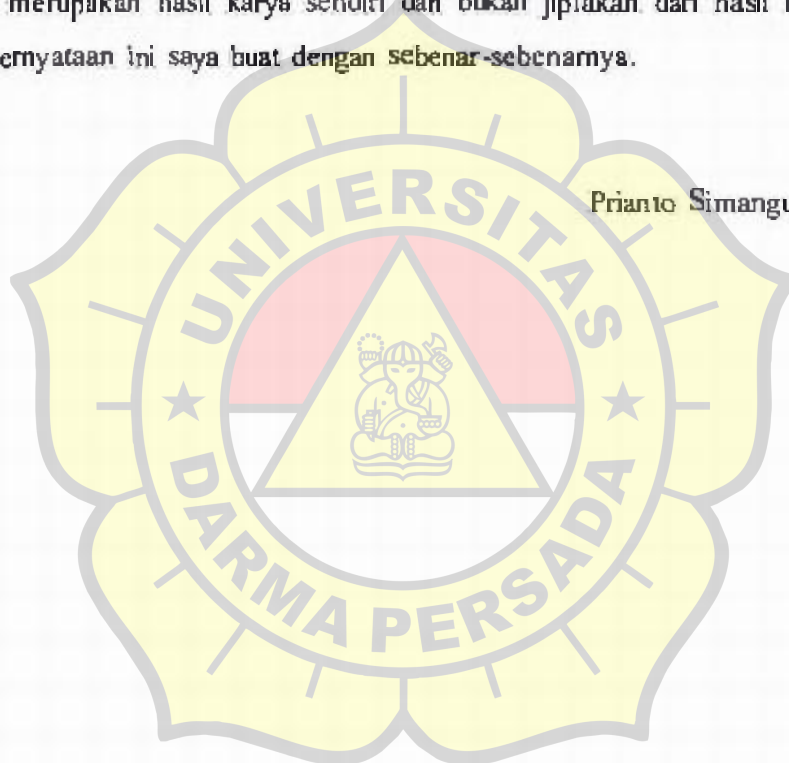 merupakan hasil karya sendiri dan bukan jiplakan dari hasil
ernyataan ini saya buat dengan sebenar-sebenarnya.
Prianto Simangu
UNIVERSITAS
DARMA PERSADA